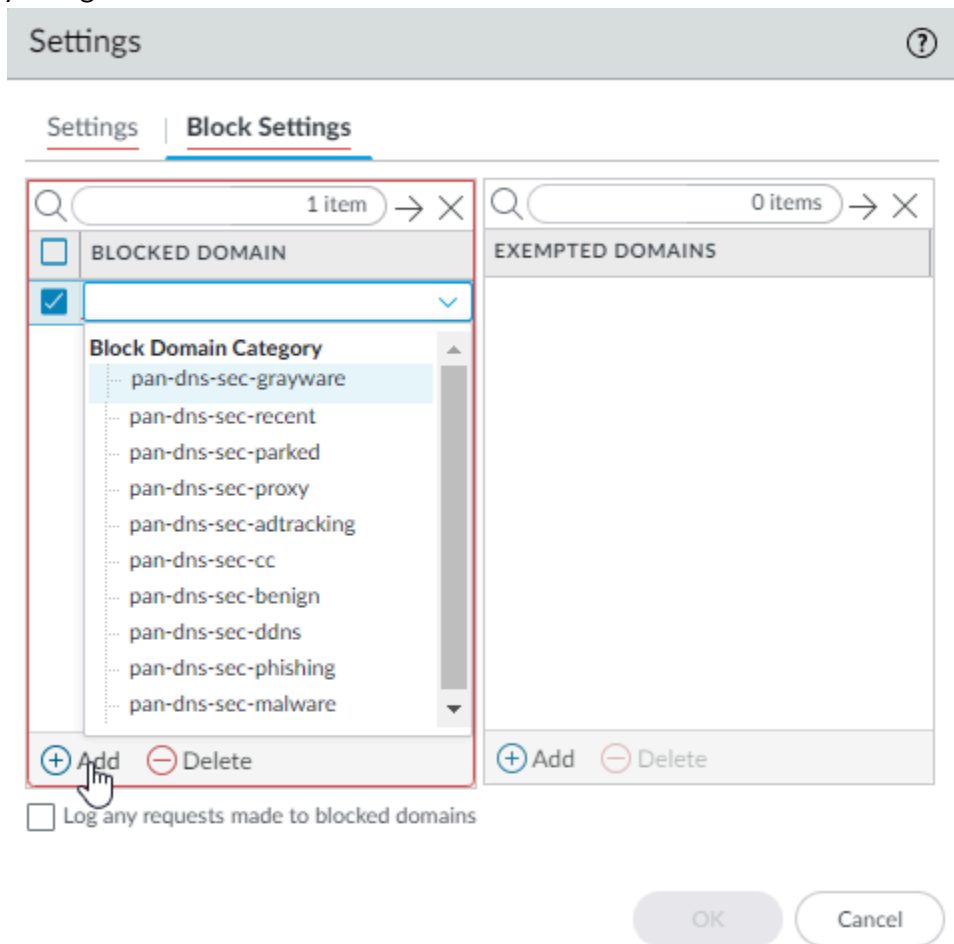 Settings
Settings | Block Settings
1 item
0 items
BLOCKED DOMAIN
EXEMPTED DOMAINS
Block Domain Category
pan-dns-sec-grayware
pan-dns-sec-recent
pan-dns-sec-parked
pan-dns-sec-proxy
pan-dns-sec-adtracking
pan-dns-sec-cc
pan-dns-sec-benign
pan-dns-sec-ddns
pan-dns-sec-phishing
pan-dns-sec-malware
Add Delete
Add Delete
Log any requests made to blocked domains
OK Cancel